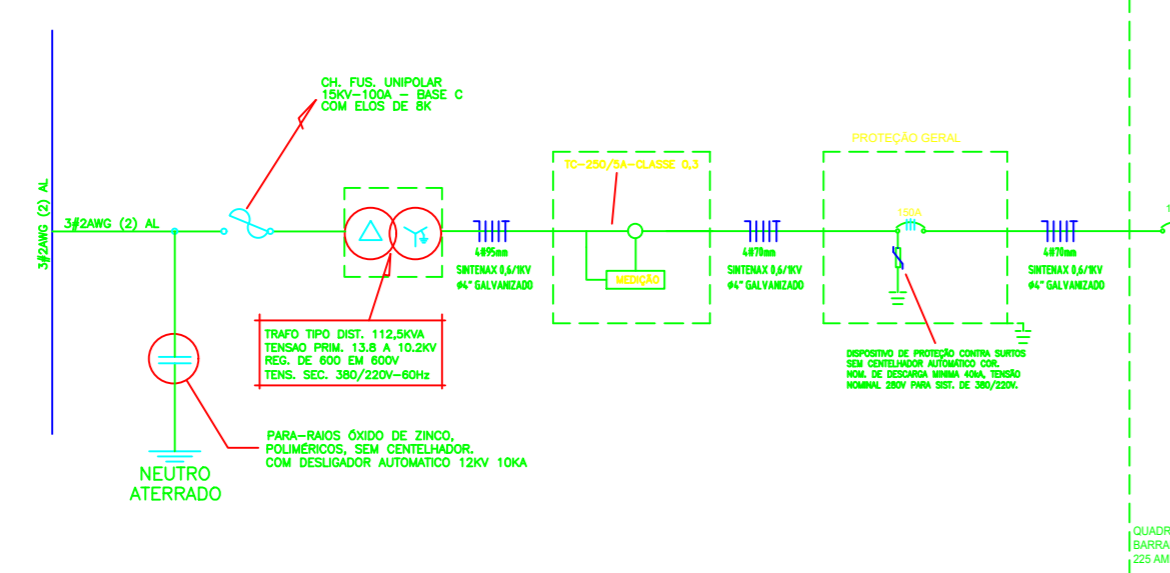 CH. FUS. UNIPOLAR
15KV-100A - BASE C
COM ELOS DE 8K
3#2AWG (2) AL
3#2AWG (2) AL
TRAFO TIPO DIST. 112,5KVA
TENSAO PRIM. 13.8 A 10.2KV
REG. DE 600 EM 600V
TENS. SEC. 380/220V-60Hz
PARA-RAIOS ÓXIDO DE ZINCO,
POLIMÉRICOS, SEM CENTELHADOR.
COM DESLIGADOR AUTOMATICO 12KV 10KA
NEUTRO
ATERRADO
4#95mm
SINTENAX 0,6/1KV
ø4" GALVANIZADO
TC-250/5A-CLASSE 0,3
MEDIÇÃO
4#70mm
SINTENAX 0,6/1KV
ø4" GALVANIZADO
PROTEÇÃO GERAL
150A
DISPOSITIVO DE PROTEÇÃO CONTRA SURTOS
SEM CENTELHADOR AUTOMÁTICO COR.
NOM. DE DESCARGA MINIMA 40kA, TENSÃO
NOMINAL 280V PARA SIST. DE 380/220V.
4#70mm
SINTENAX 0,6/1KV
ø4" GALVANIZADO
1
QUADR
BARRA
225 AM